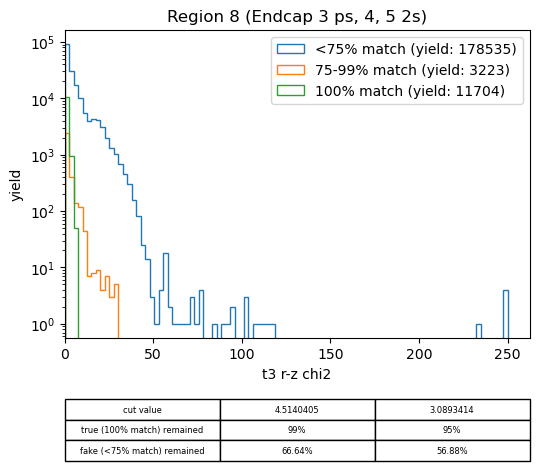 Region 8 (Endcap 3 ps, 4, 5 2s)
<75% match (yield: 178535)
75-99% match (yield: 3223)
100% match (yield: 11704)
yield
10⁵
10⁴
10³
10²
10¹
10⁰
0 50 100 150 200 250
t3 r-z chi2
cut value 4.5140405 3.0893414
true (100% match) remained 99% 95%
fake (<75% match) remained 66.64% 56.88%